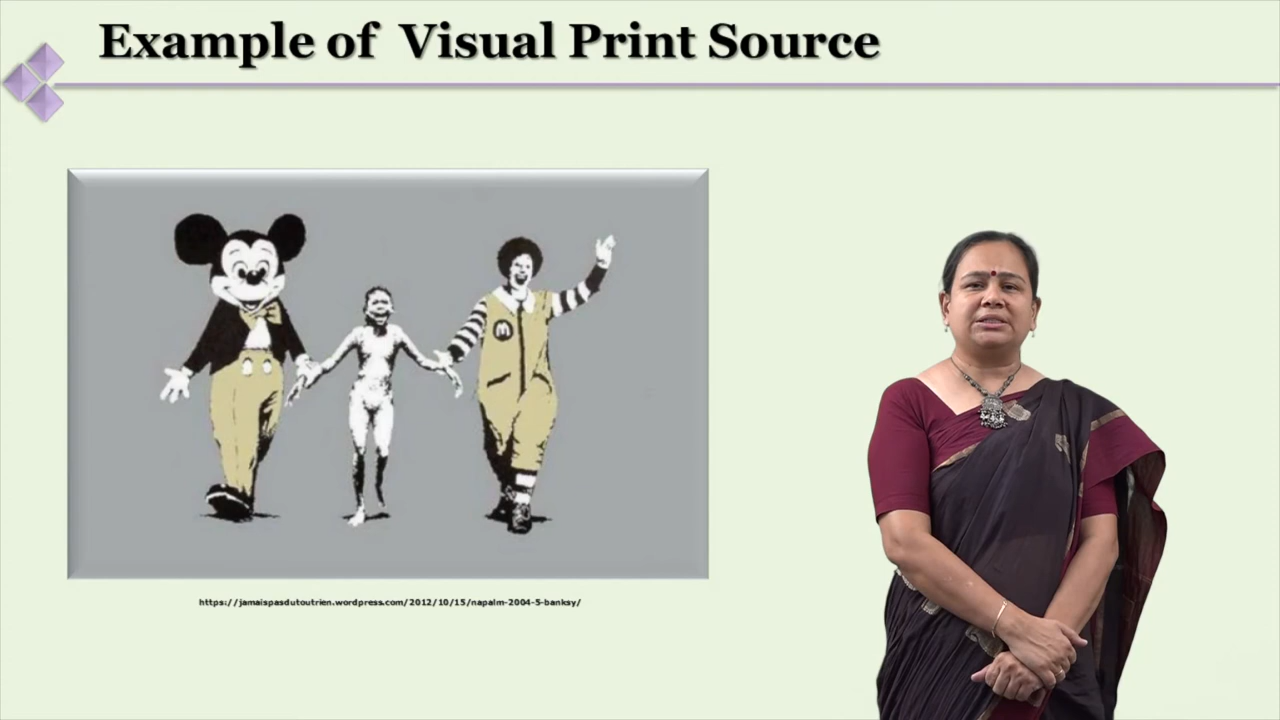 Example of Visual Print Source
M
https://jamaispasdutoutrien.wordpress.com/2012/10/15/napalm-2004-5-banksy/